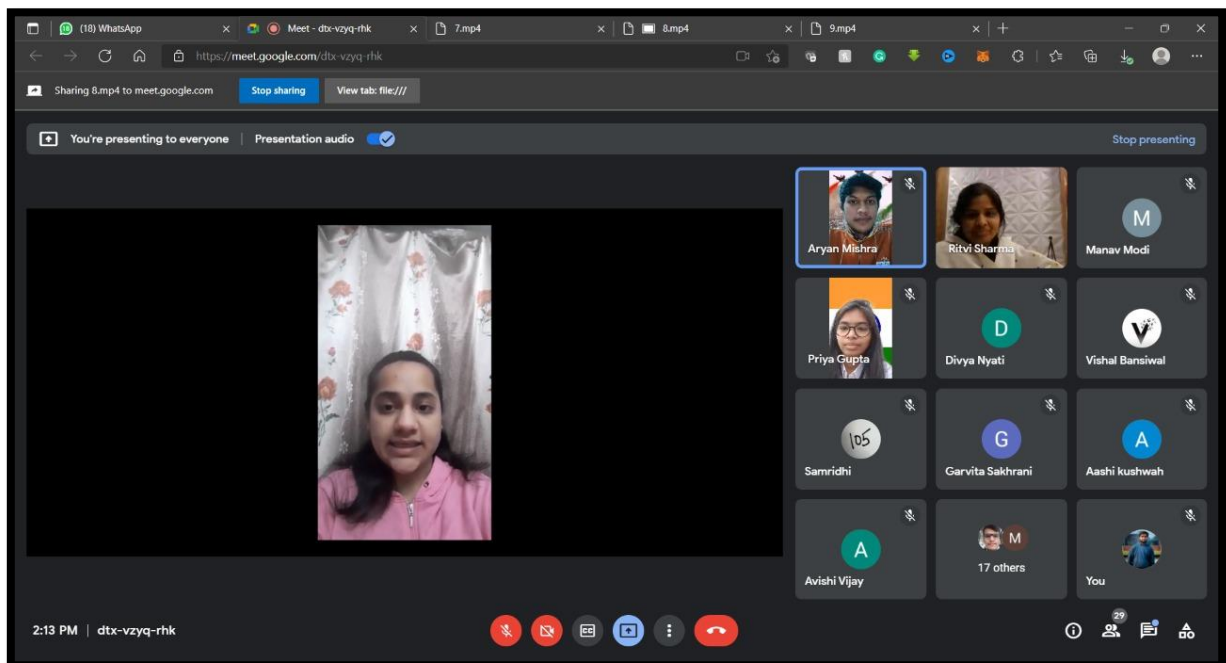 (18) WhatsApp
Meet - dtx-vzyq-rhk
7.mp4
8.mp4
9.mp4
https://meet.google.com/dtx-vzyq-rhk
Sharing 8.mp4 to meet.google.com Stop sharing View tab: file:///
You're presenting to everyone | Presentation audio
Stop presenting
Aryan Mishra
Ritvi Sharma
M
Manav Modi
Priya Gupta
D
Divya Nyati
V
Vishal Bansiwal
105
Samridhi
G
Garvita Sakhrani
A
Aashi kushwah
A
Avishi Vijay
M
17 others
You
2:13 PM | dtx-vzyq-rhk
CC
29